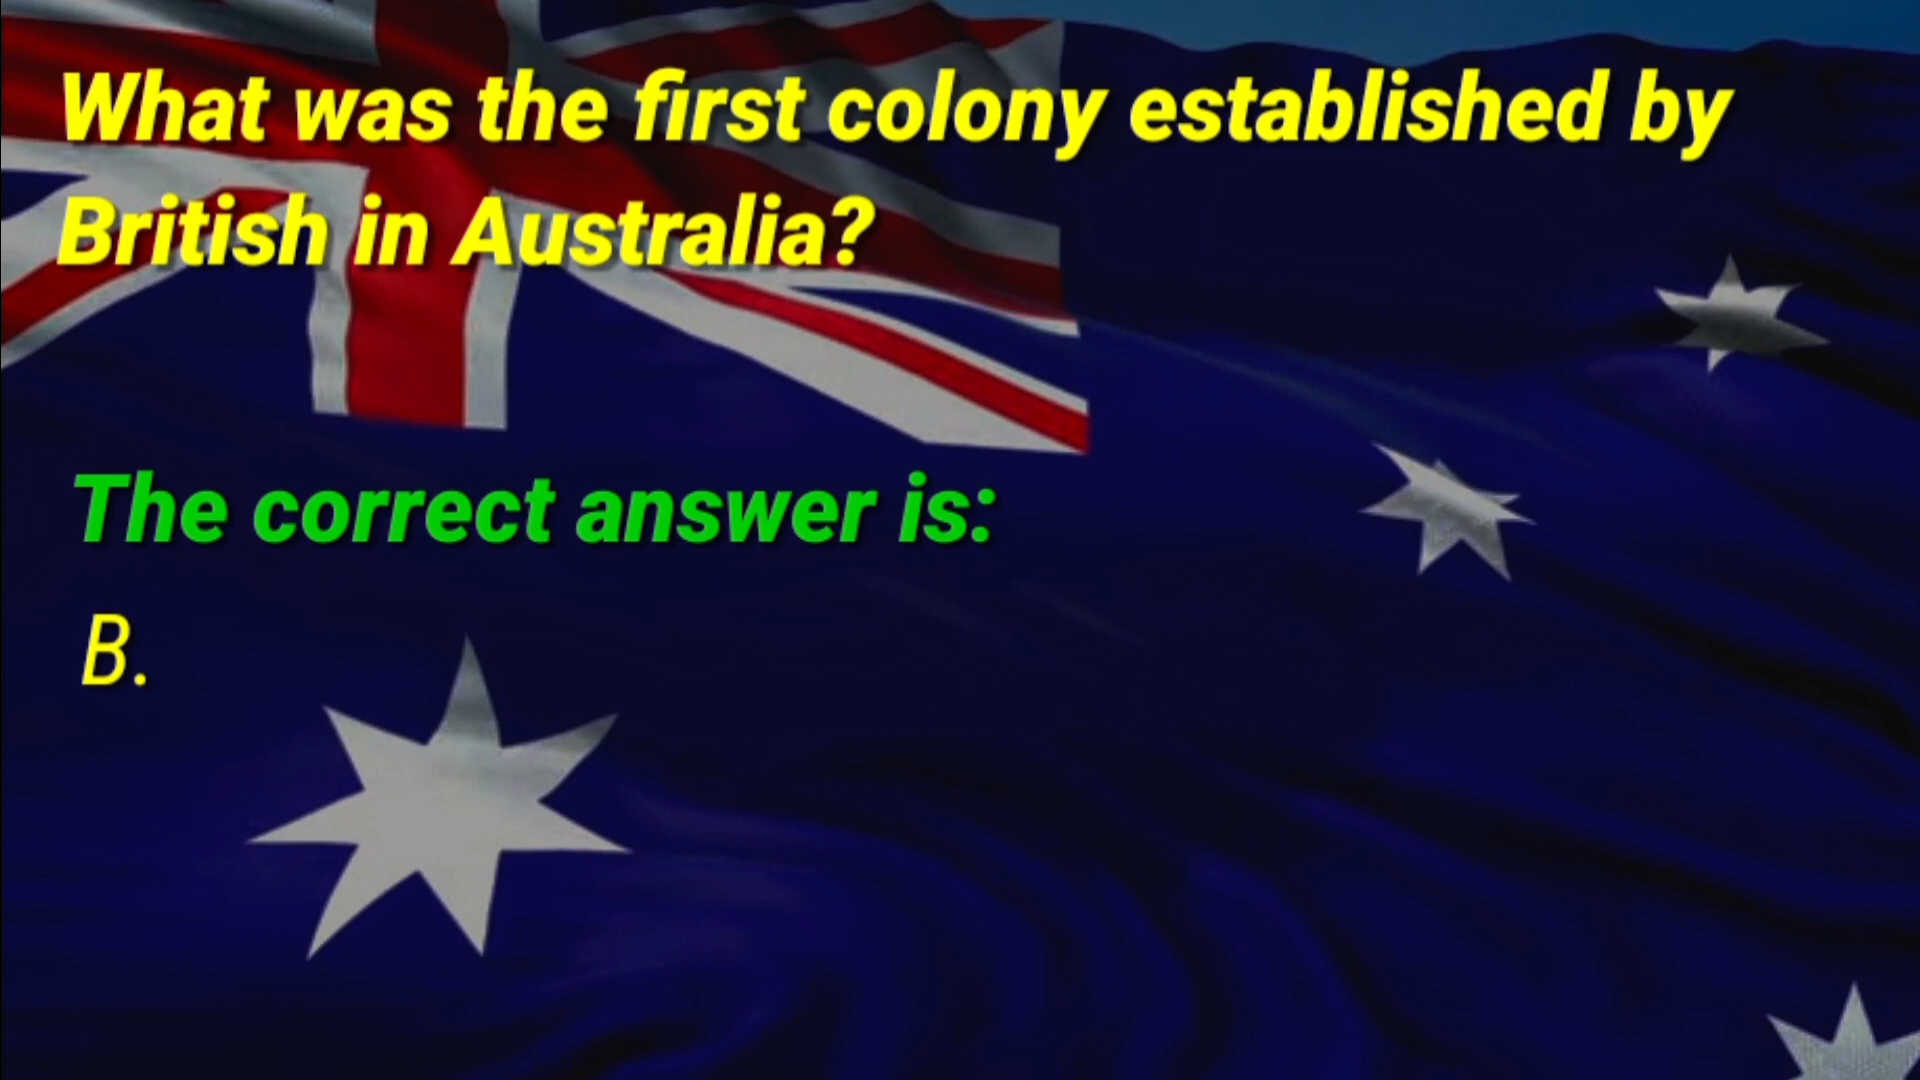 What was the first colony established by
British in Australia?
The correct answer is:
B.